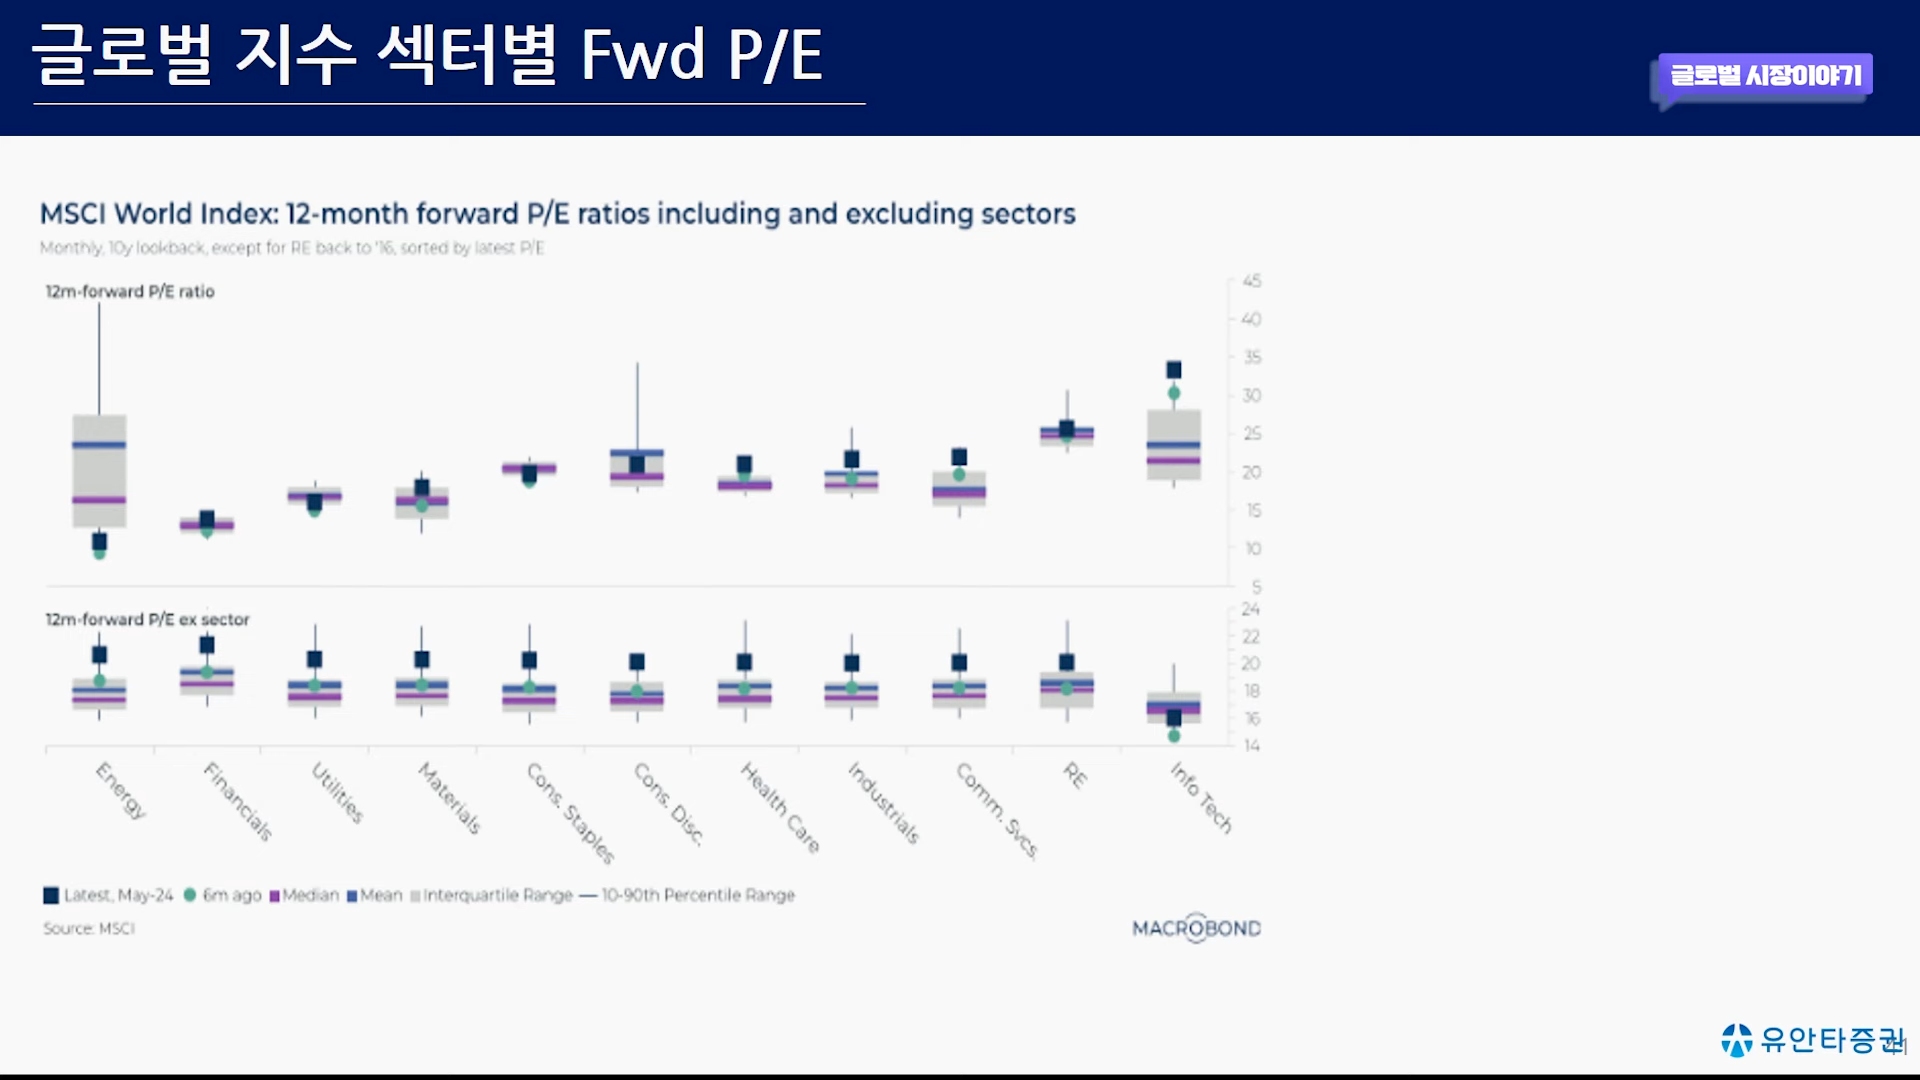 글로벌 지수 섹터별 Fwd P/E
글로벌 시장이야기
MSCI World Index: 12-month forward P/E ratios including and excluding sectors
Monthly, 10y lookback, except for RE back to '16, sorted by latest P/E
12m-forward P/E ratio
45
40
35
30
25
20
15
10
5
12m-forward P/E ex sector
24
22
20
18
16
14
Energy
Financials
Utilities
Materials
Cons. Staples
Cons. Disc.
Health Care
Industrials
Comm. Svcs.
RE
Info Tech
Latest, May-24 6m ago Median Mean Interquartile Range 10-90th Percentile Range
Source: MSCI
MACROBOND
유안타증권